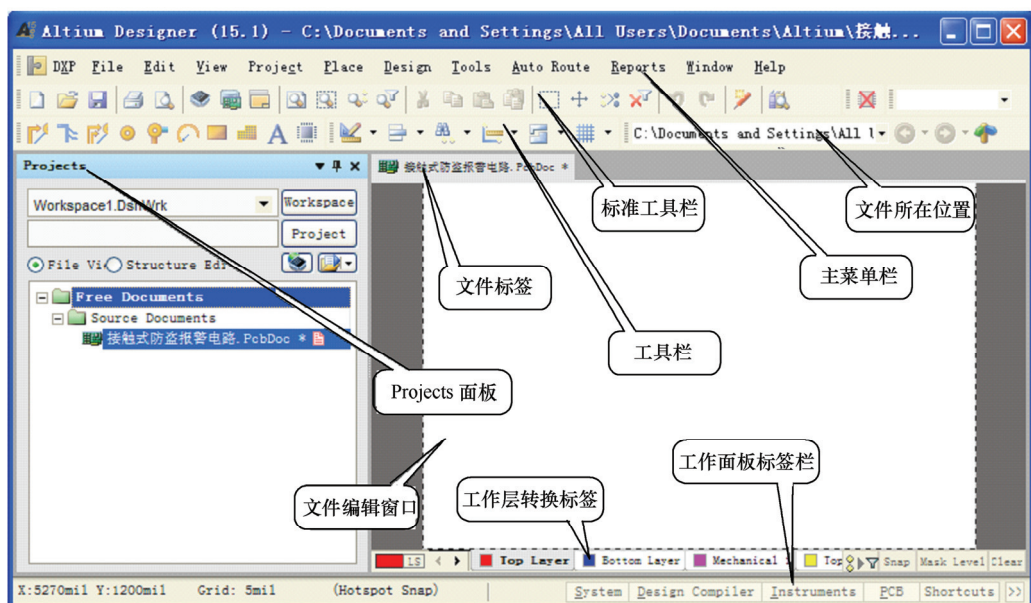 Altium Designer (15.1) - C:\Documents and Settings\All Users\Documents\Altium\接触...
DXP File Edit View Project Place Design Tools Auto Route Reports Window Help
C:\Documents and Settings\All
Projects
接触式防盗报警电路.PcbDoc *
Workspace1.DsnWrk
Workspace
Project
File Vi Structure Edi
标准工具栏
文件所在位置
主菜单栏
文件标签
Free Documents
Source Documents
接触式防盗报警电路.PcbDoc *
工具栏
Projects 面板
工作面板标签栏
文件编辑窗口
工作层转换标签
LS Top Layer Bottom Layer Mechanical Top Snap Mask Level Clear
X:5270mil Y:1200mil Grid: 5mil (Hotspot Snap) System Design Compiler Instruments PCB Shortcuts >>